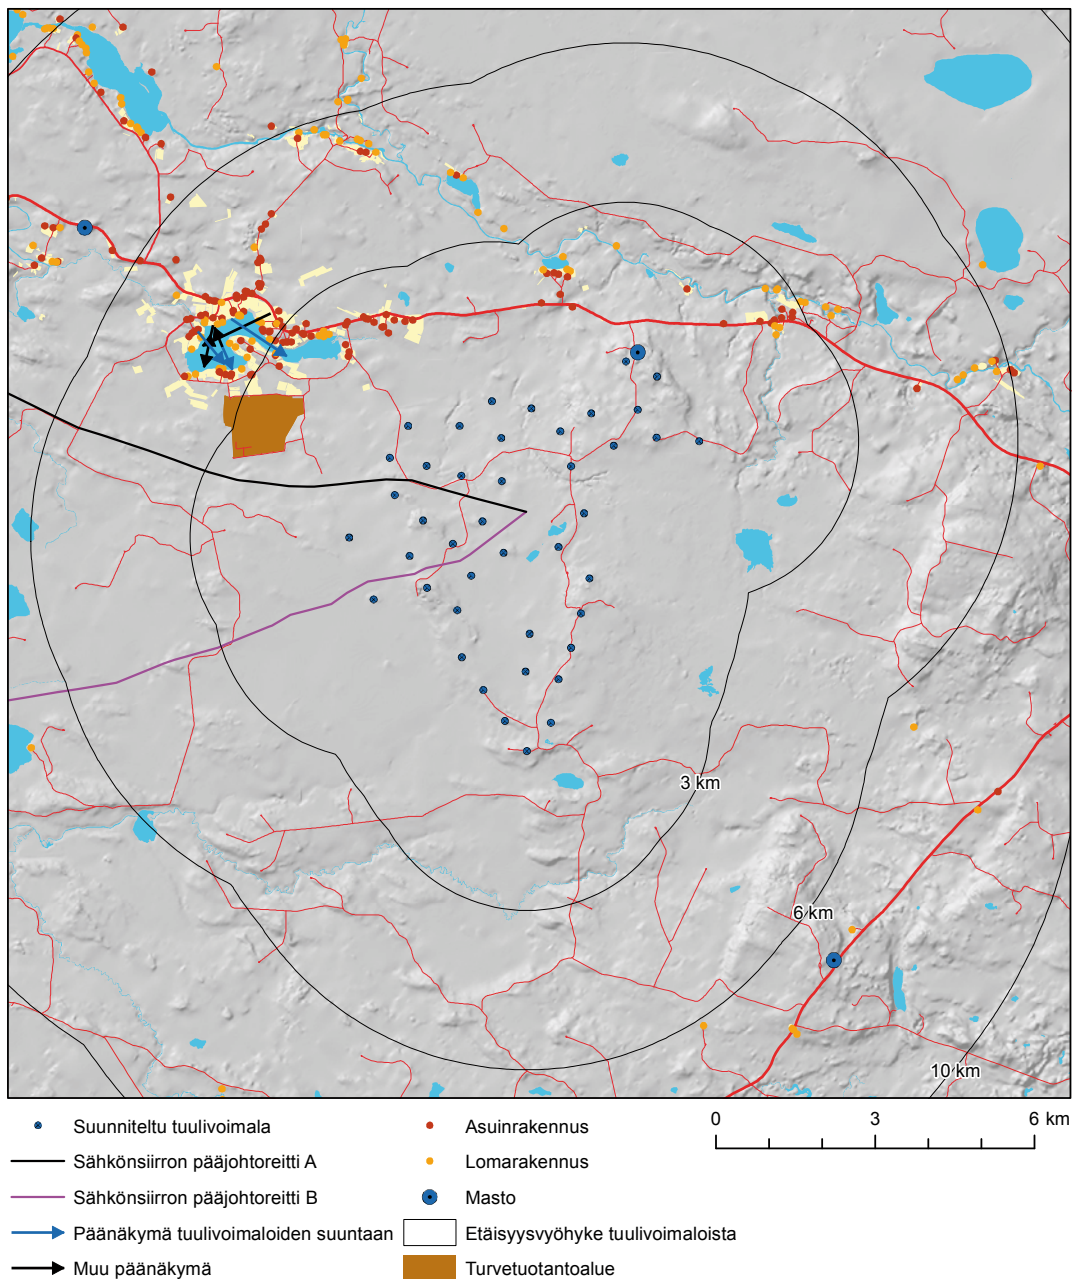 3 km
6 km
10 km
0 3 6 km
Suunniteltu tuulivoimala
Sähkönsiirron pääjohtoreitti A
Sähkönsiirron pääjohtoreitti B
Päänäkymä tuulivoimaloiden suuntaan
Muu päänäkymä
Asuinrakennus
Lomarakennus
Masto
Etäisyysvyöhyke tuulivoimaloista
Turvetuotantoalue